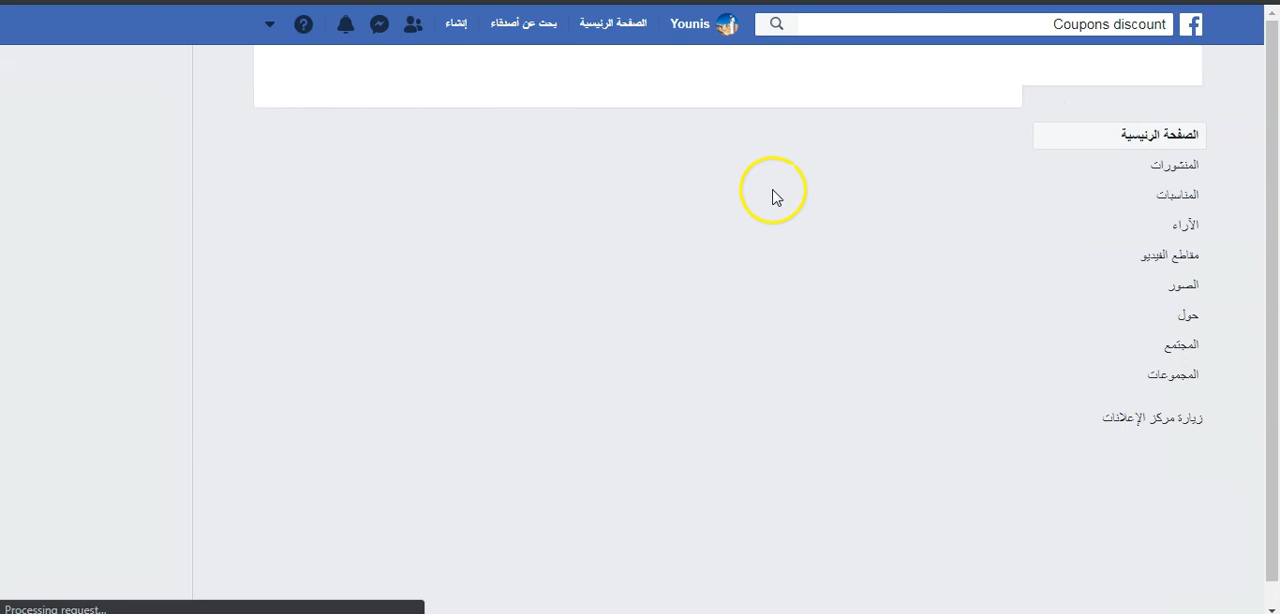 Coupons discount
Younis
الصفحة الرئيسية
بحث عن أصدقاء
إنشاء
الصفحة الرئيسية
المنشورات
المناسبات
الآراء
مقاطع الفيديو
الصور
حول
المجتمع
المجموعات
زيارة مركز الإعلانات
Processing request...